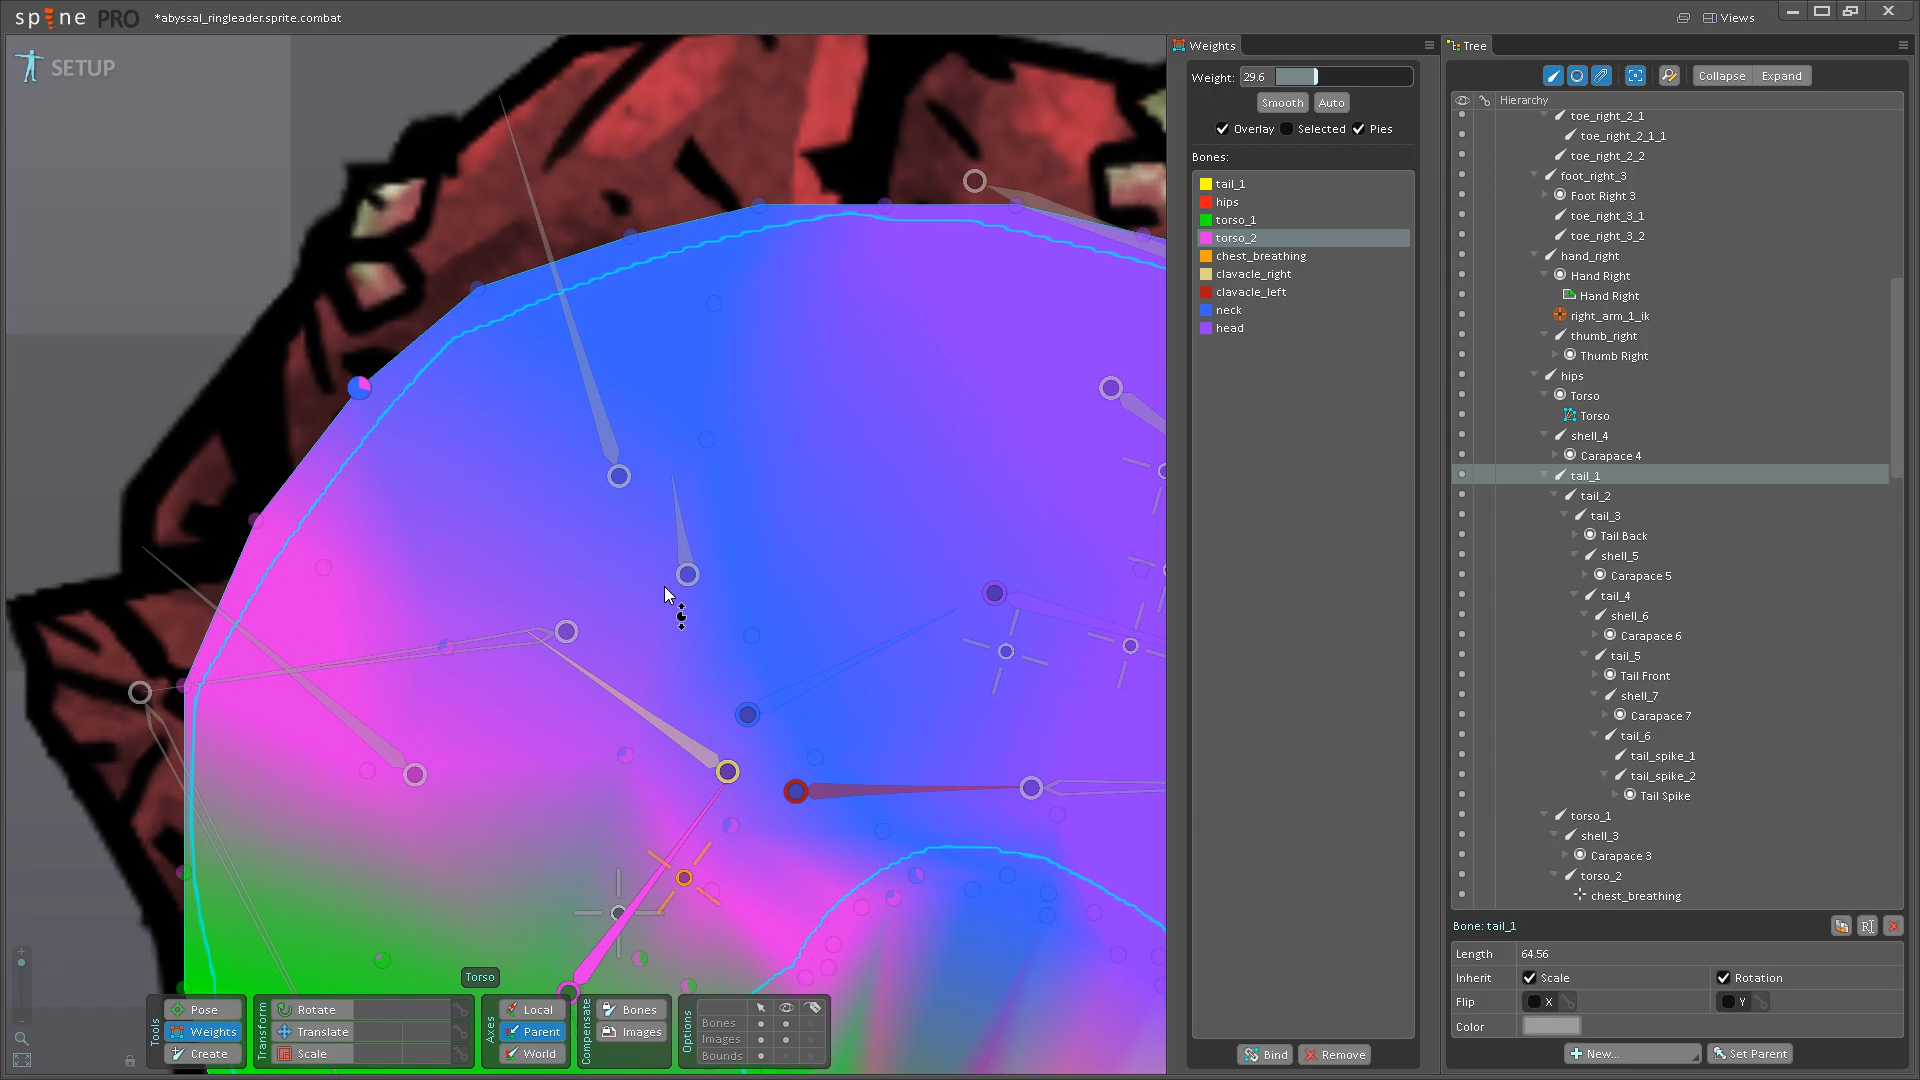 spine PRO
*abyssal_ringleader.sprite.combat
Views
SETUP
Weights
Weight:
29.6
Smooth
Auto
Overlay
Selected
Pies
Bones:
tail_1
hips
torso_1
torso_2
chest_breathing
clavacle_right
clavacle_left
neck
head
Bind
Remove
Tree
Collapse
Expand
Hierarchy
toe_right_2_1
toe_right_2_1_1
toe_right_2_2
foot_right_3
Foot Right 3
toe_right_3_1
toe_right_3_2
hand_right
Hand Right
Hand Right
right_arm_1_ik
thumb_right
Thumb Right
hips
Torso
Torso
shell_4
Carapace 4
tail_1
tail_2
tail_3
Tail Back
shell_5
Carapace 5
tail_4
shell_6
Carapace 6
tail_5
Tail Front
shell_7
Carapace 7
tail_6
tail_spike_1
tail_spike_2
Tail Spike
torso_1
shell_3
Carapace 3
torso_2
chest_breathing
Bone: tail_1
Length
64.56
Inherit
Scale
Rotation
Flip
X
Y
Color
New...
Set Parent
Torso
Tools
Pose
Weights
Create
Transform
Rotate
Translate
Scale
Axes
Local
Parent
World
Compensate
Bones
Images
Options
Bones
Images
Bounds